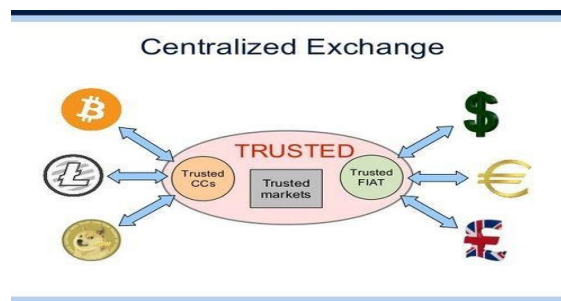 Centralized Exchange
TRUSTED
Trusted
CCs
Trusted
markets
Trusted
FIAT